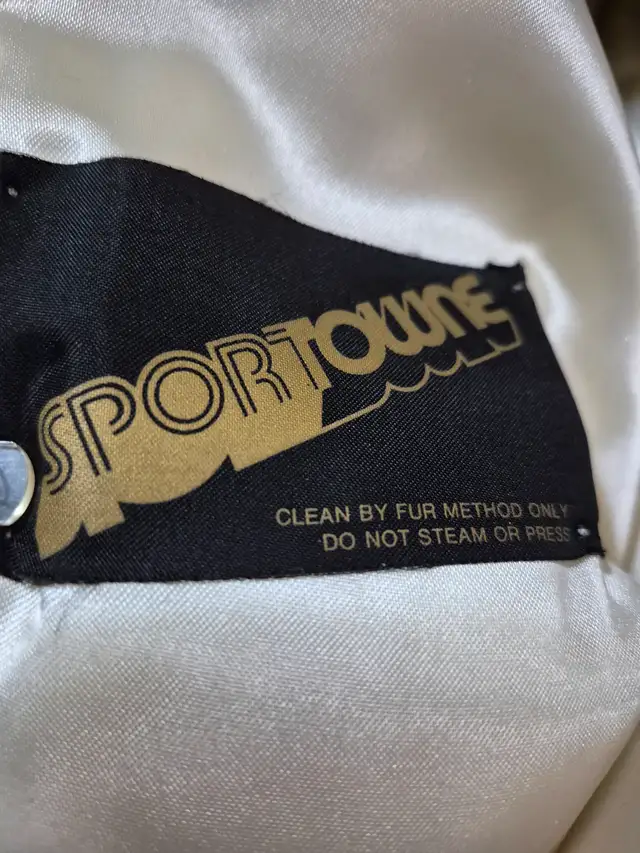 SPORTOWNE
CLEAN BY FUR METHOD ONLY
DO NOT STEAM OR PRESS